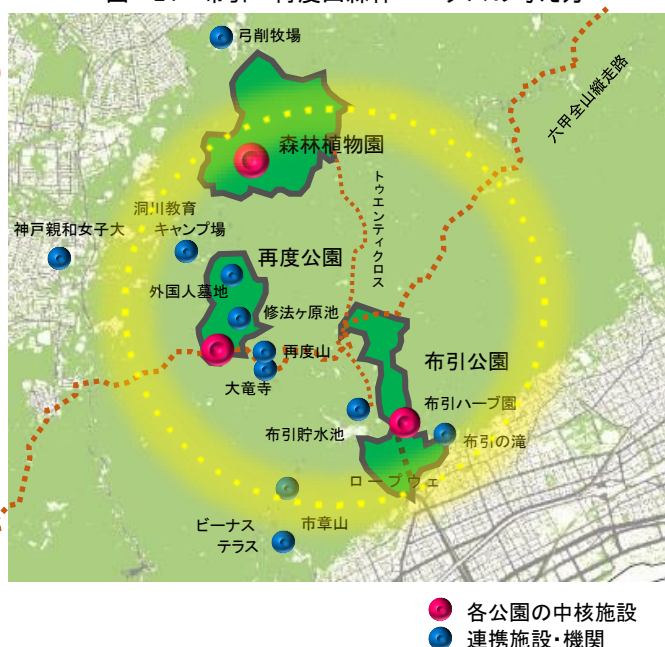 弓削牧場
六甲全山縦走路
森林植物園
トゥエンティクロス
洞川教育
キャンプ場
神戸親和女子大
再度公園
外国人墓地
修法ヶ原池
再度山
大竜寺
布引公園
布引ハーブ園
布引貯水池
布引の滝
ロープウェ
市章山
ビーナス
テラス
各公園の中核施設
連携施設・機関